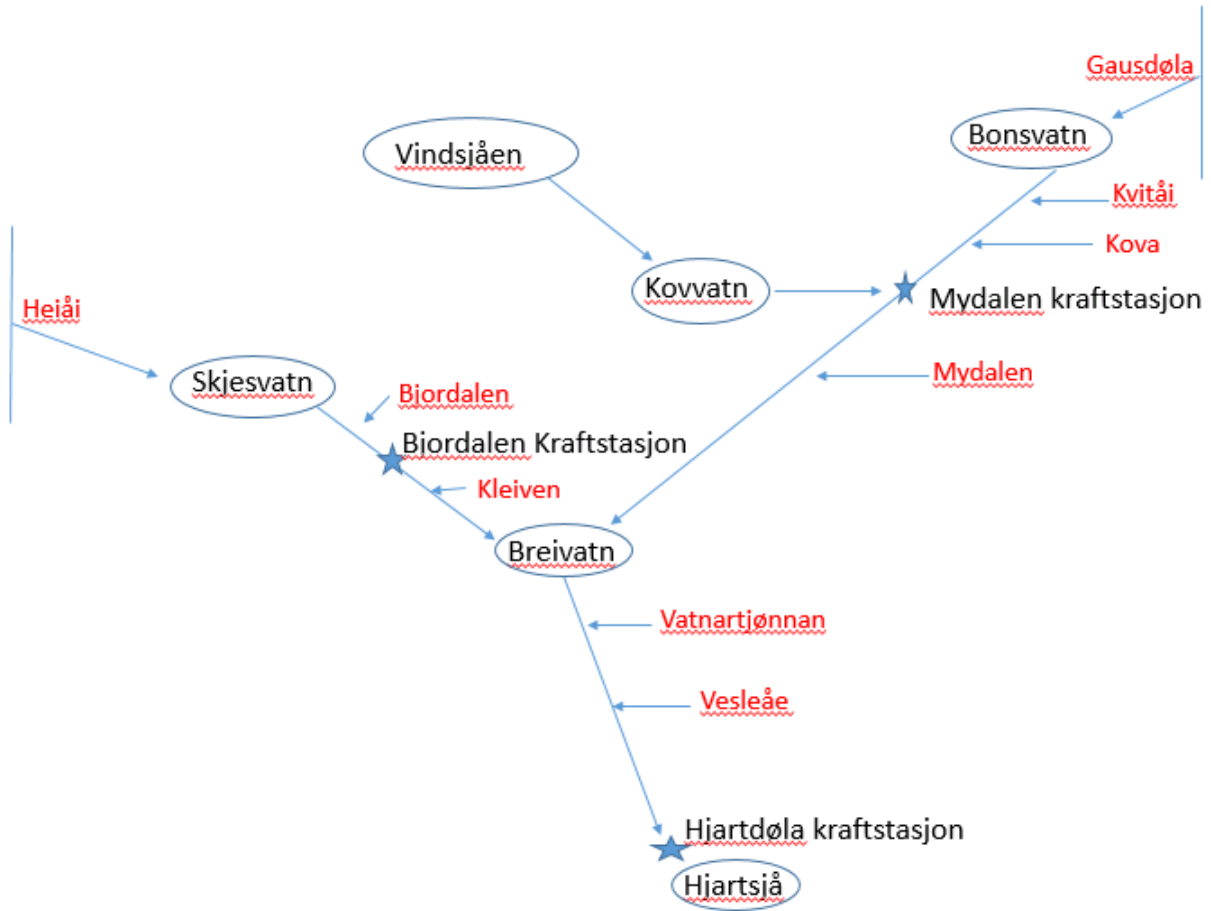 Gausdøla
Bonsvatn
Vindsjåen
Kvitåi
Kova
Kovvatn
Mydalen kraftstasjon
Heiåi
Skjesvatn
Mydalen
Bjordalen
Bjordalen Kraftstasjon
Kleiven
Breivatn
Vatnartjønnan
Vesleåe
Hjartdøla kraftstasjon
Hjartsjå